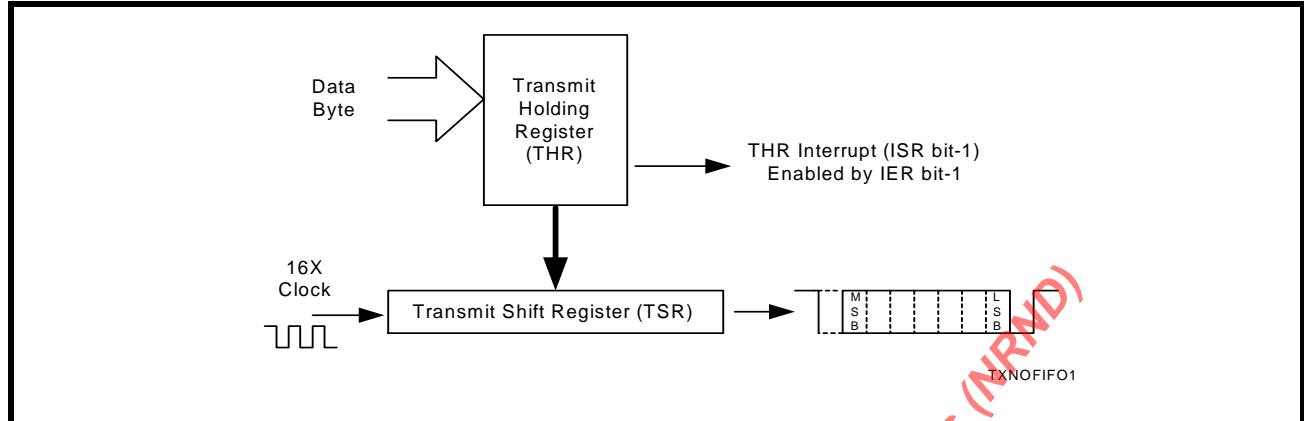 Data
Byte
Transmit
Holding
Register
(THR)
THR Interrupt (ISR bit-1)
Enabled by IER bit-1
16X
Clock
Transmit Shift Register (TSR)
M
S
B
L
S
B
TXNOFIFO1
(NRND)